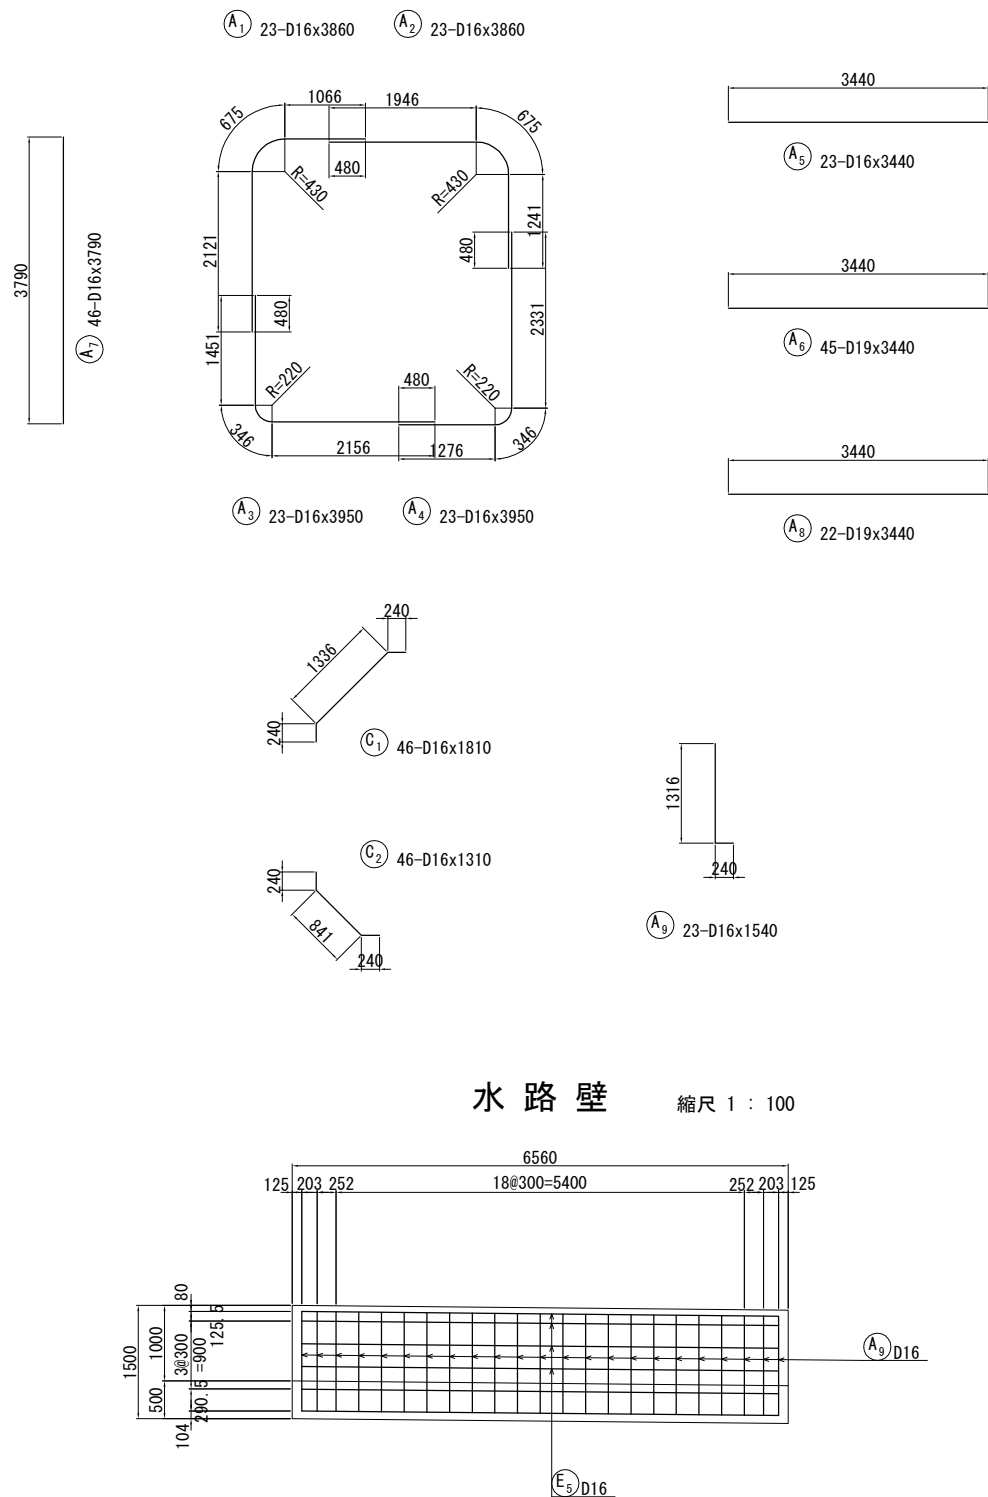 A1 23-D16x3860 A2 23-D16x3860
1066 1946
675 675
480
R=430 R=430
2121
1241
480
480
2331
1451
R=220 R=220
480
346 346
2156 1276
A3 23-D16x3950 A4 23-D16x3950
3790
A7 46-D16x3790
3440
A5 23-D16x3440
3440
A6 45-D19x3440
3440
A8 22-D19x3440
240
1336
240
C1 46-D16x1810
C2 46-D16x1310
240
841
240
1316
240
A9 23-D16x1540
水路壁 縮尺 1 : 100
6560
125 203 252 18@300=5400 252 203 125
80
125.5
1000
3@300
=900
1500
500
290.5
104
A9 D16
E5 D16